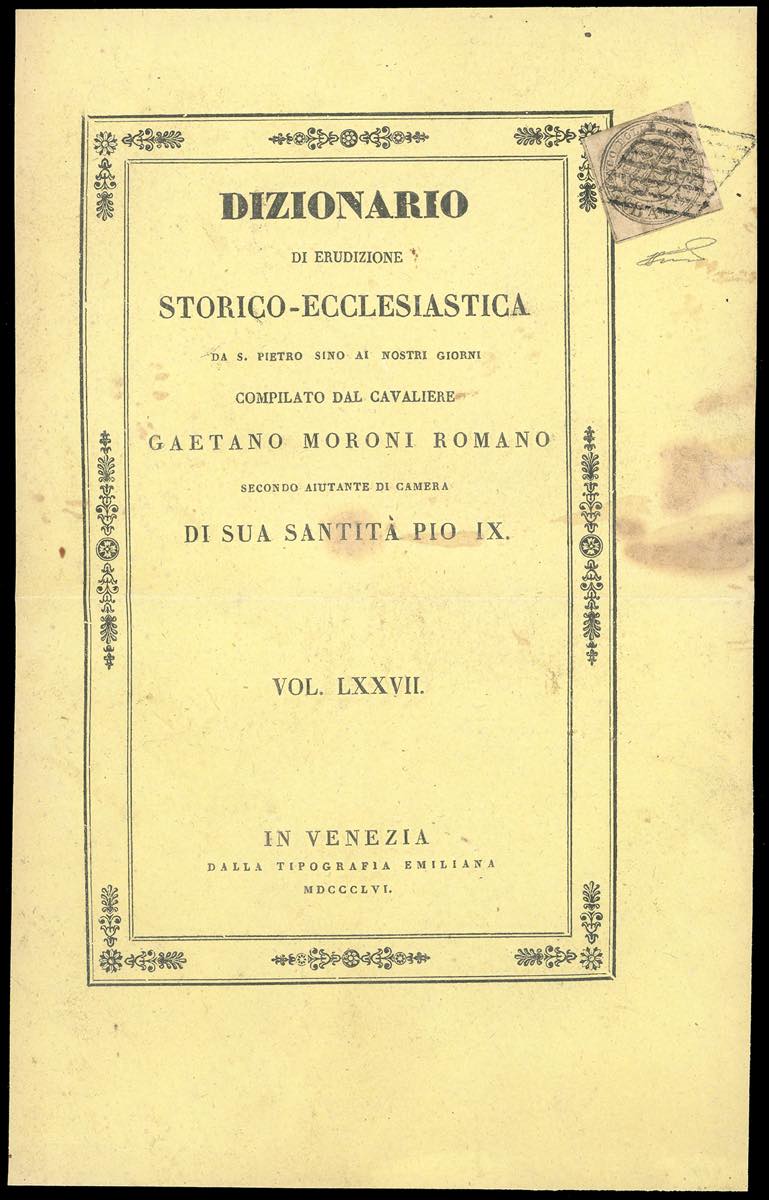 DIZIONARIO
DI ERUDIZIONE
STORICO-ECCLESIASTICA
DA S. PIETRO SINO AI NOSTRI GIORNI
COMPILATO DAL CAVALIERE
GAETANO MORONI ROMANO
SECONDO AIUTANTE DI CAMERA
DI SUA SANTITÀ PIO IX.
VOL. LXXVII.
IN VENEZIA
DALLA TIPOGRAFIA EMILIANA
MDCCCLVI.